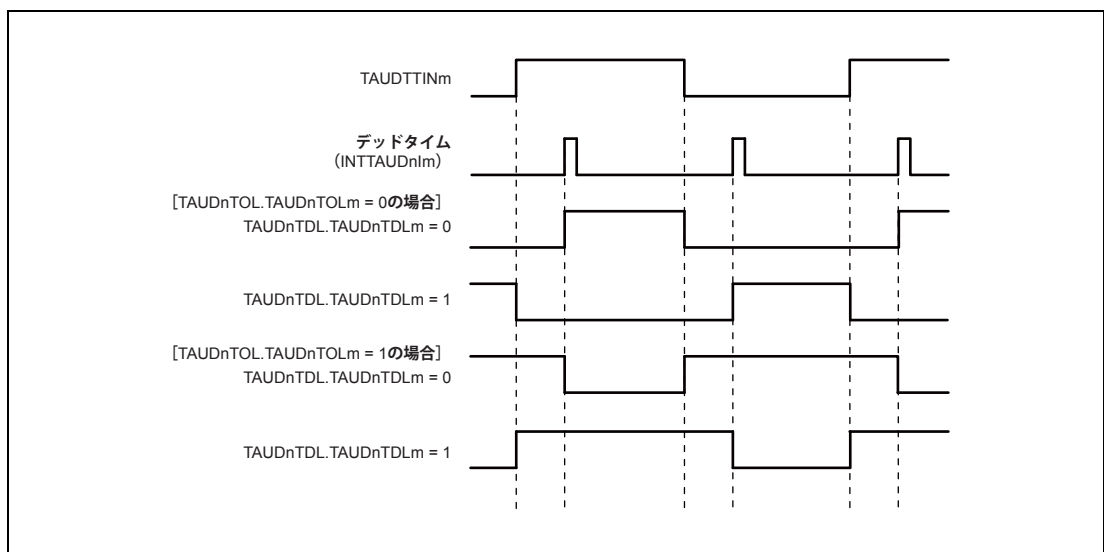 TAUDTTINm
デッドタイム
（INTTAUDnIm）
［TAUDnTOL.TAUDnTOLm = 0の場合］
TAUDnTDL.TAUDnTDLm = 0
TAUDnTDL.TAUDnTDLm = 1
［TAUDnTOL.TAUDnTOLm = 1の場合］
TAUDnTDL.TAUDnTDLm = 0
TAUDnTDL.TAUDnTDLm = 1